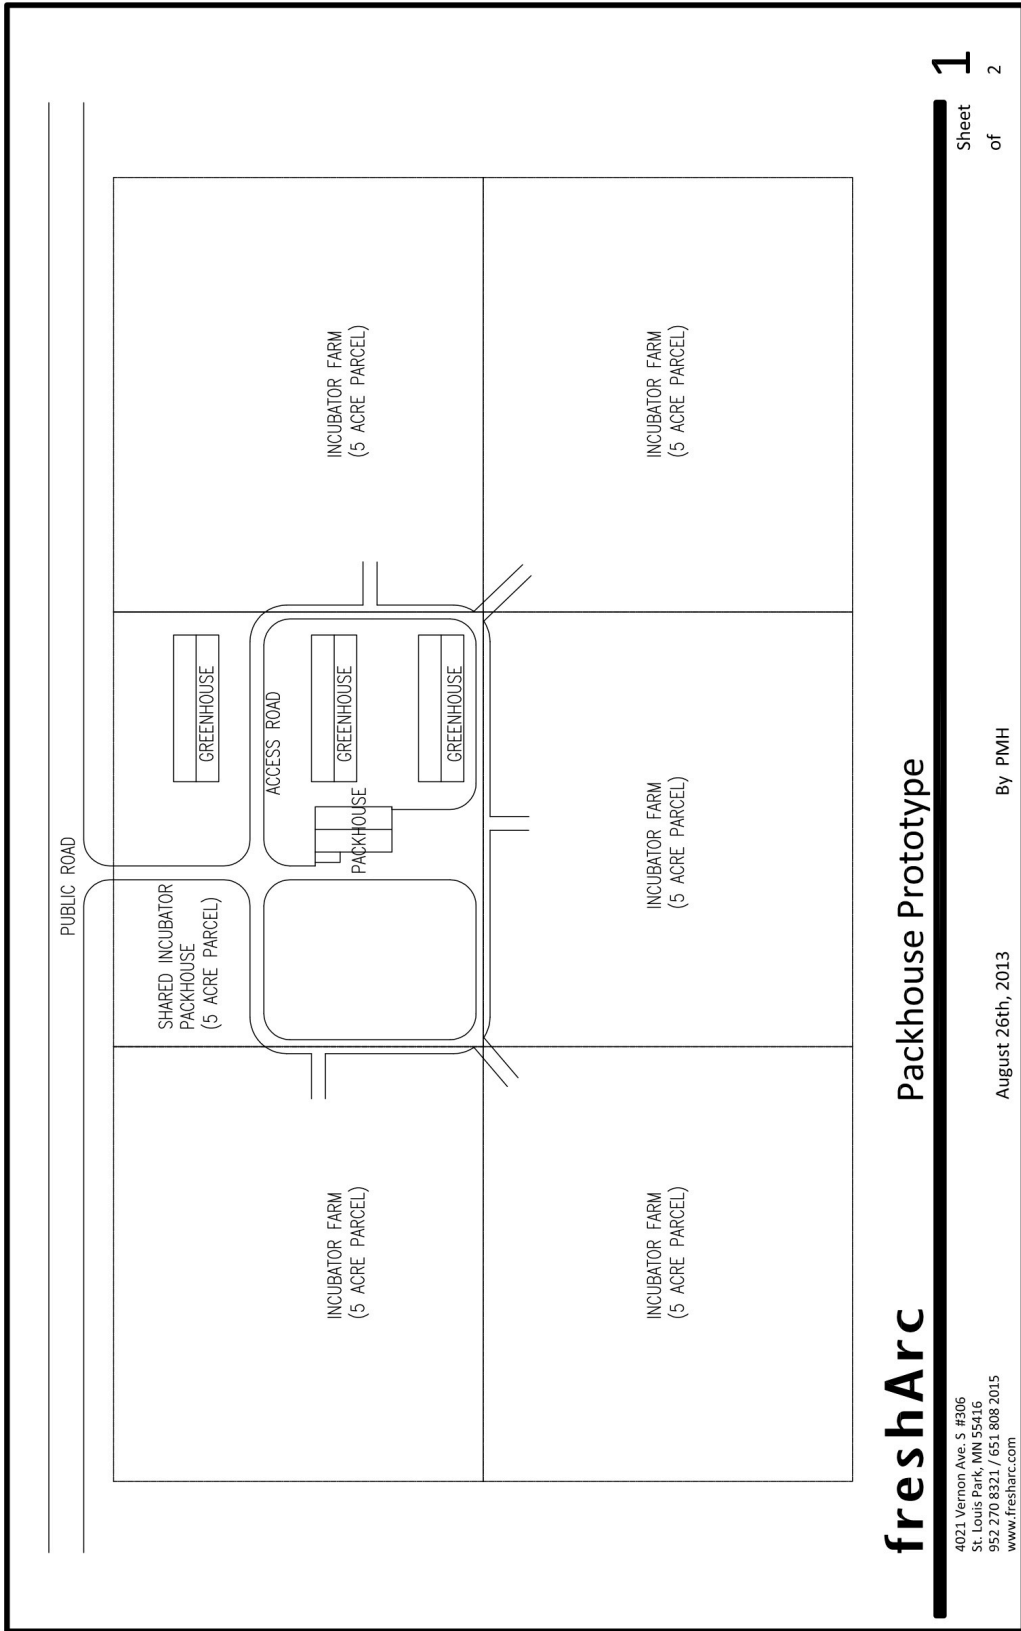 PUBLIC ROAD
SHARED INCUBATOR
PACKHOUSE
(5 ACRE PARCEL)
GREENHOUSE
ACCESS ROAD
INCUBATOR FARM
(5 ACRE PARCEL)
PACKHOUSE
GREENHOUSE
INCUBATOR FARM
(5 ACRE PARCEL)
GREENHOUSE
INCUBATOR FARM
(5 ACRE PARCEL)
INCUBATOR FARM
(5 ACRE PARCEL)
INCUBATOR FARM
(5 ACRE PARCEL)
freshArc
Packhouse Prototype
4021 Vernon Ave. S #306
St. Louis Park, MN 55416
952 270 8321 / 651 808 2015
www.fresharc.com
August 26th, 2013
By PMH
Sheet 1
of 2